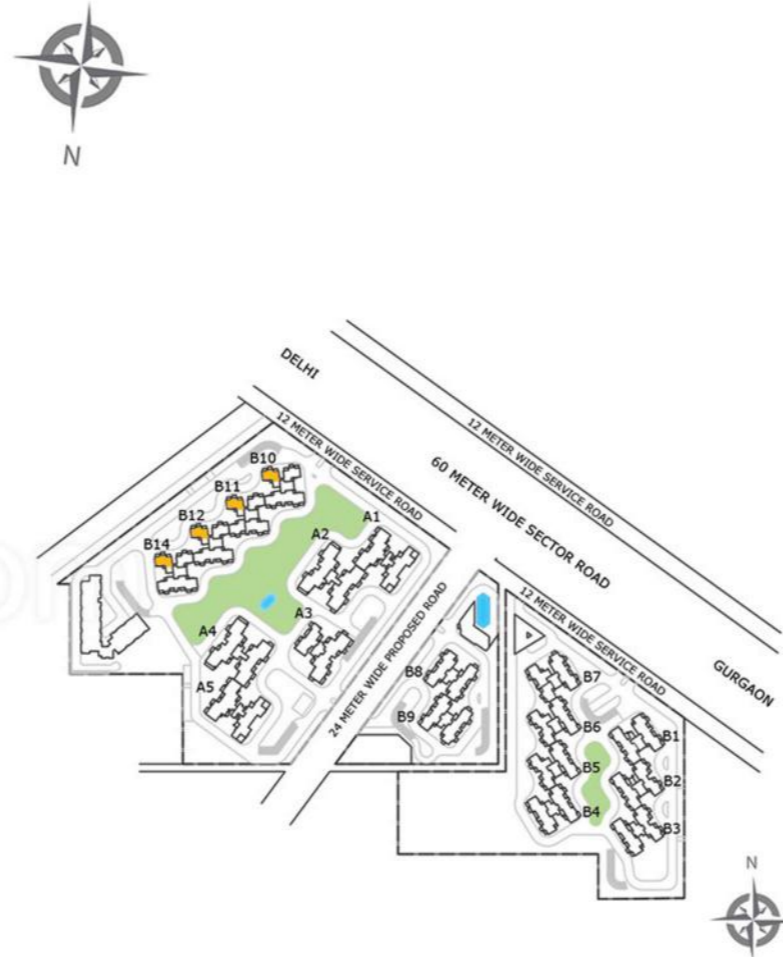 N
DELHI
12 METER WIDE SERVICE ROAD
12 METER WIDE SERVICE ROAD
60 METER WIDE SECTOR ROAD
B10
B11
B12
B14
A1
A2
A3
A4
A5
24 METER WIDE PROPOSED ROAD
12 METER WIDE SERVICE ROAD
GURGAON
B8
B9
B7
B6
B5
B4
B1
B2
B3
N